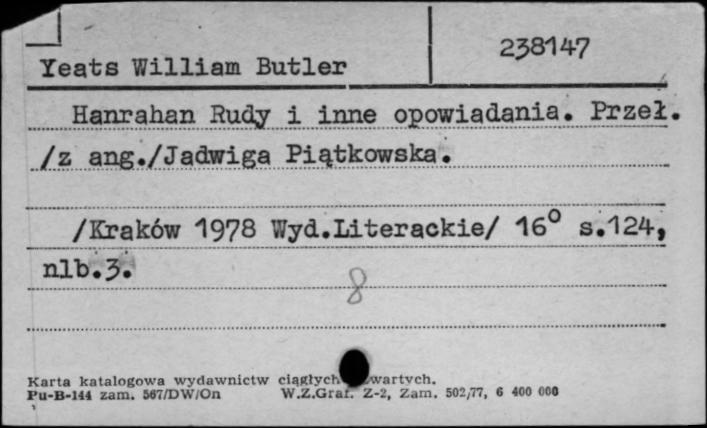 238147
Yeats William Butler
Hanrahan Rudy i inne opowiadania. Przeł.
/z ang./Jadwiga Piątkowska.
/Kraków 1978 Wyd.Literackie/ 16° s.124,
nlb.3.
8
Karta katalogowa wydawnictw ciągłych wartych.
Pu-B-144 zam. 567/DW/On W.Z.Graf. Z-2, Zam. 502/77, 6 400 000